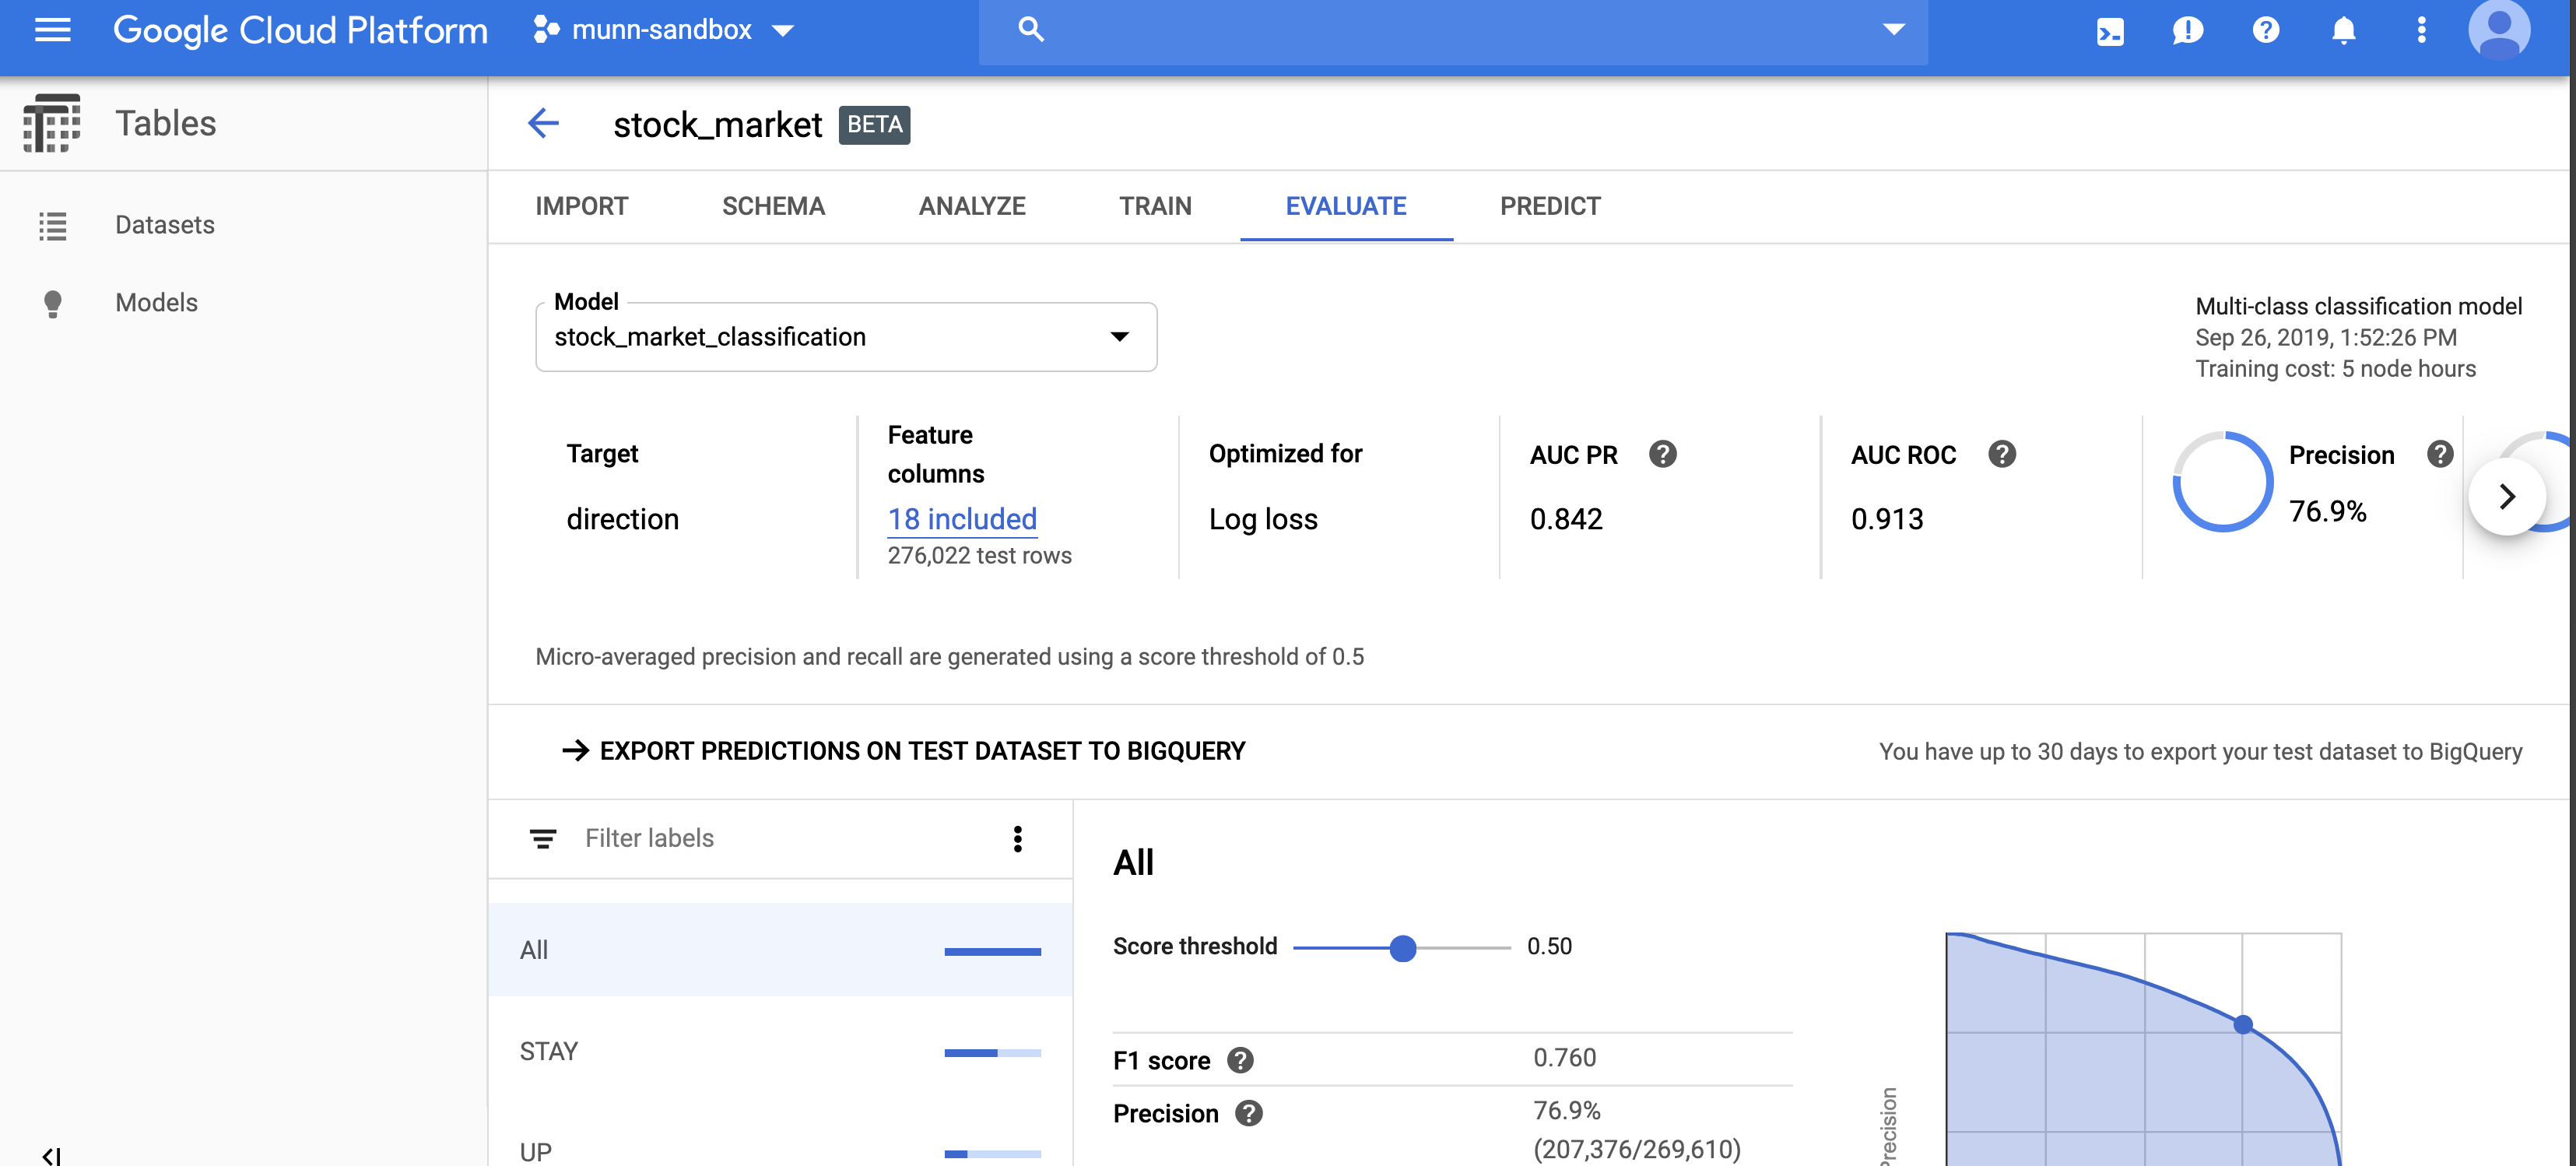 Google Cloud Platform
munn-sandbox
Tables
stock_market
BETA
Datasets
Models
IMPORT
SCHEMA
ANALYZE
TRAIN
EVALUATE
PREDICT
Model
stock_market_classification
Multi-class classification model
Sep 26, 2019, 1:52:26 PM
Training cost: 5 node hours
Target
direction
Feature
columns
18 included
276,022 test rows
Optimized for
Log loss
AUC PR
0.842
AUC ROC
0.913
Precision
76.9%
Micro-averaged precision and recall are generated using a score threshold of 0.5
EXPORT PREDICTIONS ON TEST DATASET TO BIGQUERY
You have up to 30 days to export your test dataset to BigQuery
Filter labels
All
STAY
UP
All
Score threshold
0.50
F1 score
0.760
Precision
76.9%
(207,376/269,610)
Precision